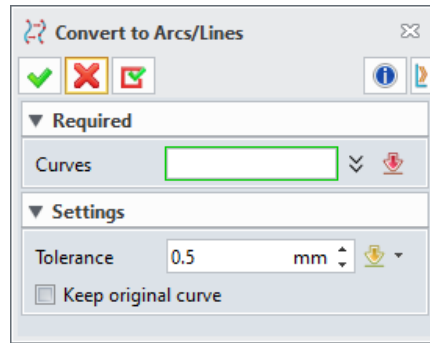 Convert to Arcs/Lines
Required
Curves
Settings
Tolerance 0.5 mm
Keep original curve